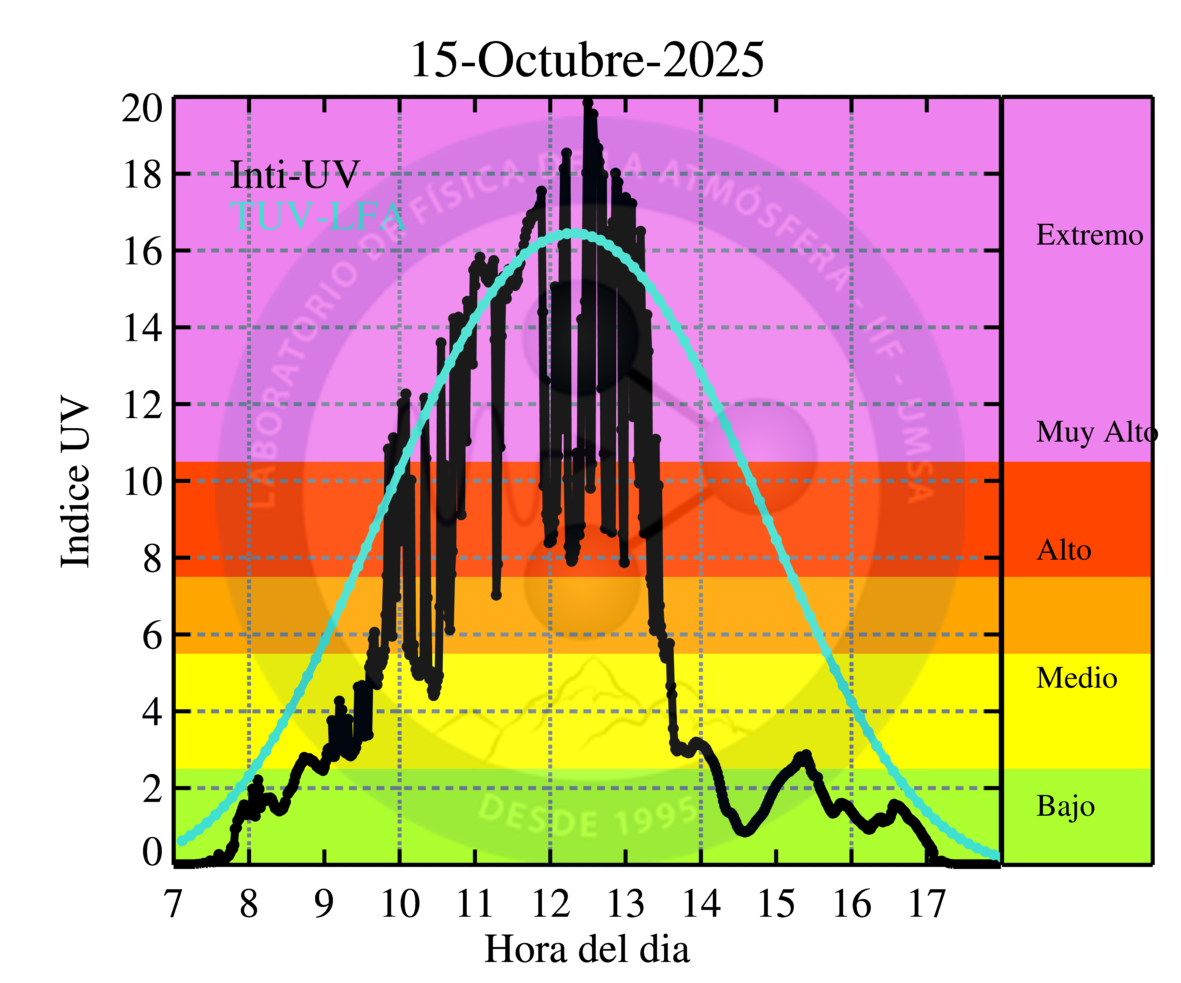 15-Octubre-2025
Indice UV
20
18
16
14
12
10
8
6
4
2
0
Inti-UV
TUV-LFA
LABORATORIO DE FÍSICA DE LA ATMÓSFERA - IIF - UMSA
DESDE 1995
Extremo
Muy Alto
Alto
Medio
Bajo
7 8 9 10 11 12 13 14 15 16 17
Hora del dia